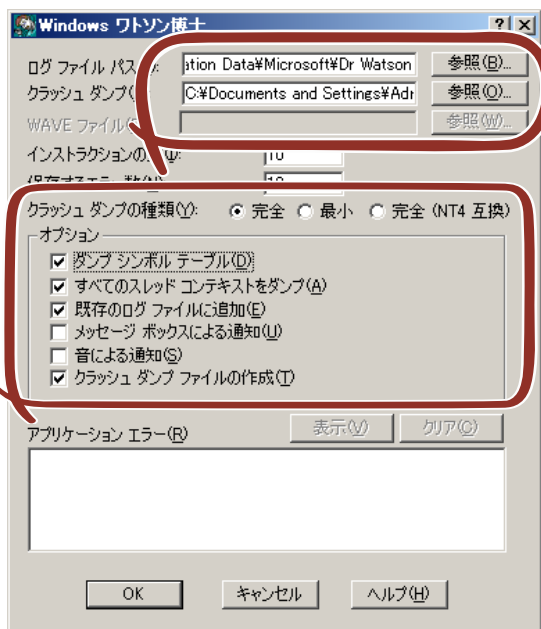 Windows ワトソン博士
ログ ファイル パス
ation Data¥Microsoft¥Dr Watson
参照(B)...
クラッシュ ダンプ(
C:¥Documents and Settings¥Adr
参照(O)...
WAVE ファイル
参照(W)...
インストラクションの
10
保存するエラー数(N)
クラッシュ ダンプの種類(Y):
完全
最小
完全 (NT4 互換)
オプション
ダンプ シンボル テーブル(D)
すべてのスレッド コンテキストをダンプ(A)
既存のログ ファイルに追加(E)
メッセージ ボックスによる通知(U)
音による通知(S)
クラッシュ ダンプ ファイルの作成(T)
アプリケーション エラー(R)
表示(V)
クリア(C)
OK
キャンセル
ヘルプ(H)